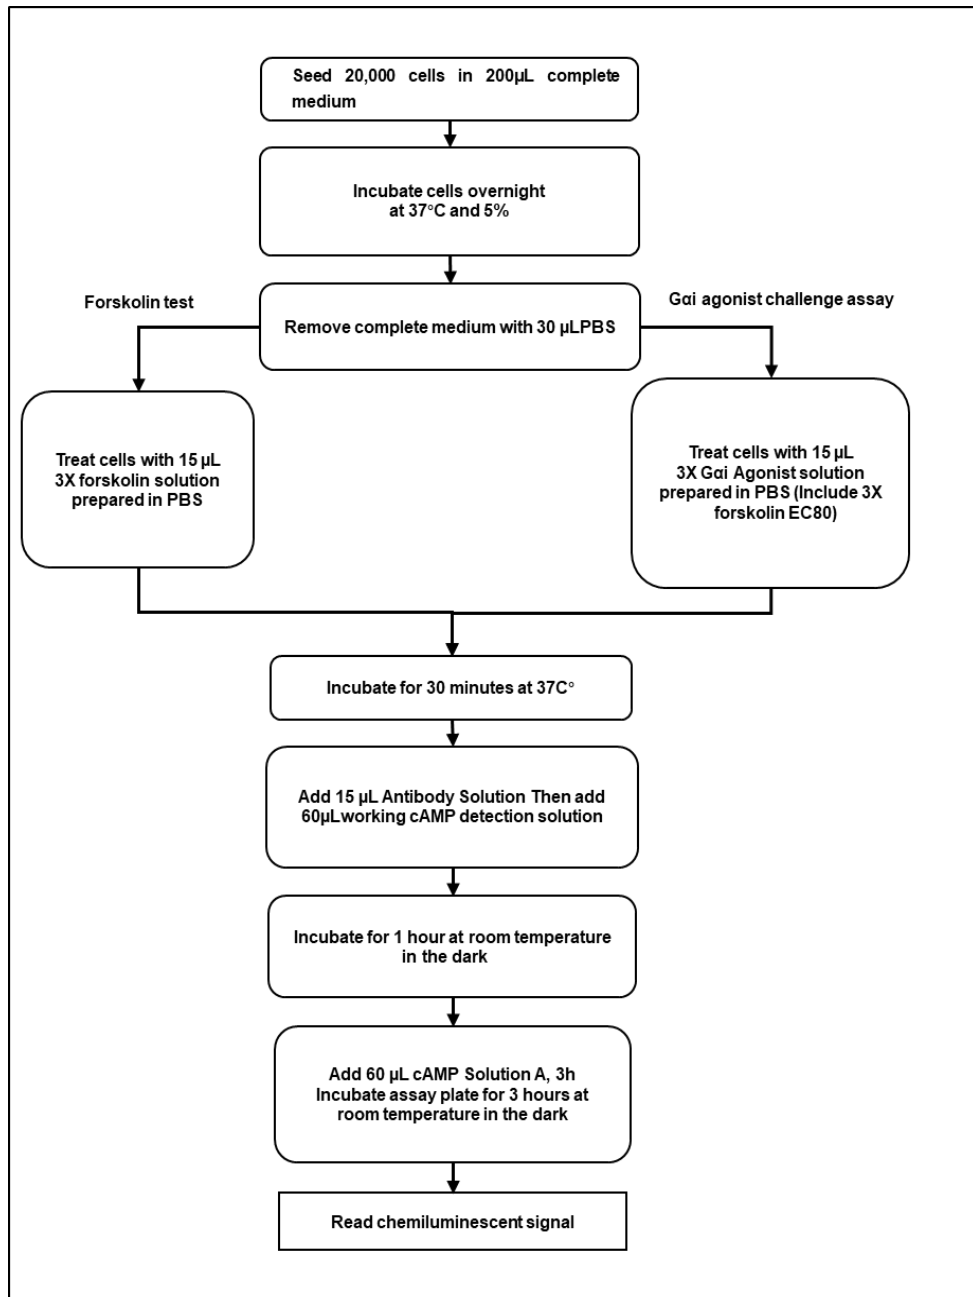 Seed 20,000 cells in 200µL complete
medium
Incubate cells overnight
at 37°C and 5%
Forskolin test
Gαi agonist challenge assay
Remove complete medium with 30 µLPBS
Treat cells with 15 µL
3X forskolin solution
prepared in PBS
Treat cells with 15 µL
3X Gαi Agonist solution
prepared in PBS (Include 3X
forskolin EC80)
Incubate for 30 minutes at 37C°
Add 15 µL Antibody Solution Then add
60µLworking cAMP detection solution
Incubate for 1 hour at room temperature
in the dark
Add 60 µL cAMP Solution A, 3h
Incubate assay plate for 3 hours at
room temperature in the dark
Read chemiluminescent signal